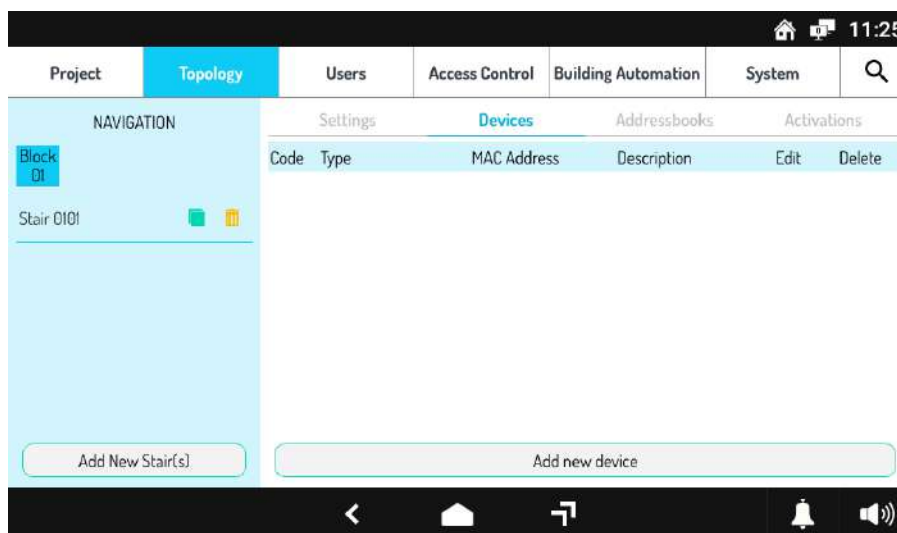 11:25
Project Topology Users Access Control Building Automation System
NAVIGATION
Settings Devices Addressbooks Activations
Block
01
Code Type MAC Address Description Edit Delete
Stair 0101
Add New Stair(s)
Add new device